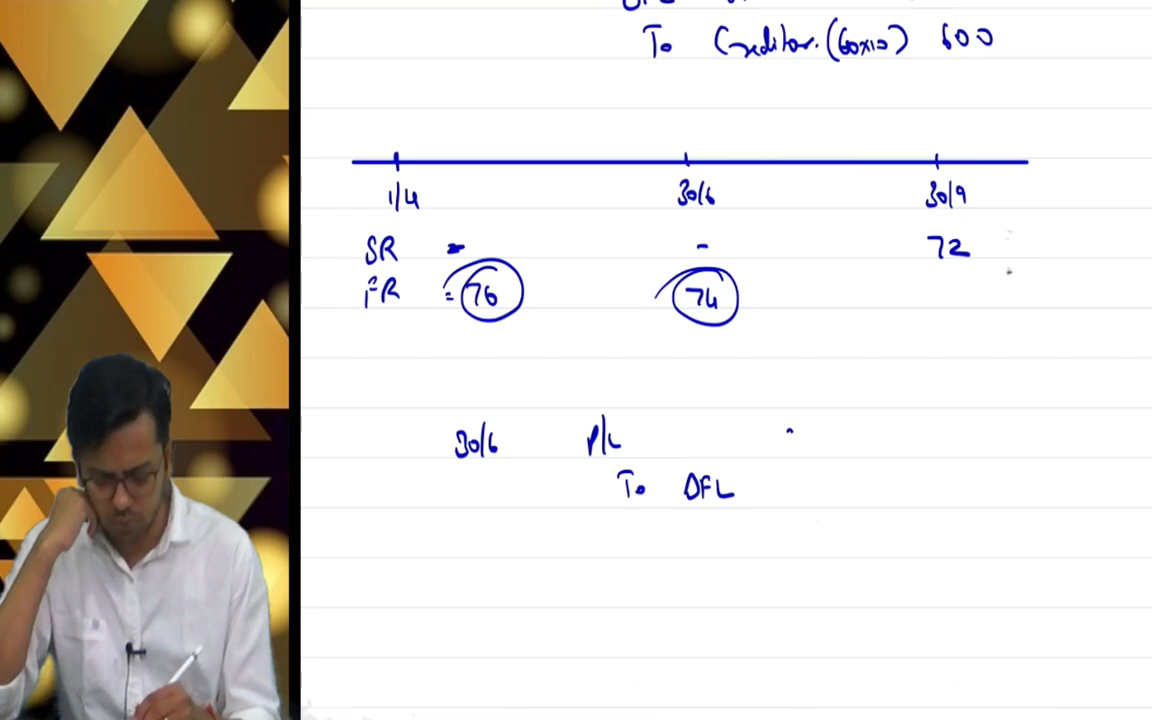 To Creditor. (60x10) 600
1/4 30/6 30/9
SR - - 72
FR = 76 74
30/6 P/L
To DFL